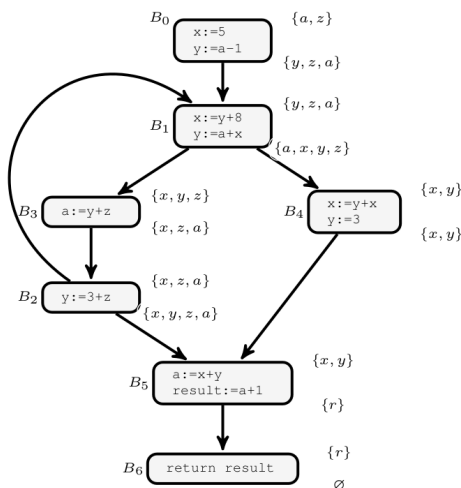 B0
{a, z}
x:=5
y:=a-1
{y, z, a}
{y, z, a}
B1
x:=y+8
y:=a+x
{a, x, y, z}
{x, y, z}
B3
a:=y+z
{x, z, a}
B4
x:=y+x
y:=3
{x, y}
{x, y}
{x, z, a}
B2
y:=3+z
{x, y, z, a}
B5
a:=x+y
result:=a+1
{x, y}
{r}
B6
return result
{r}
∅